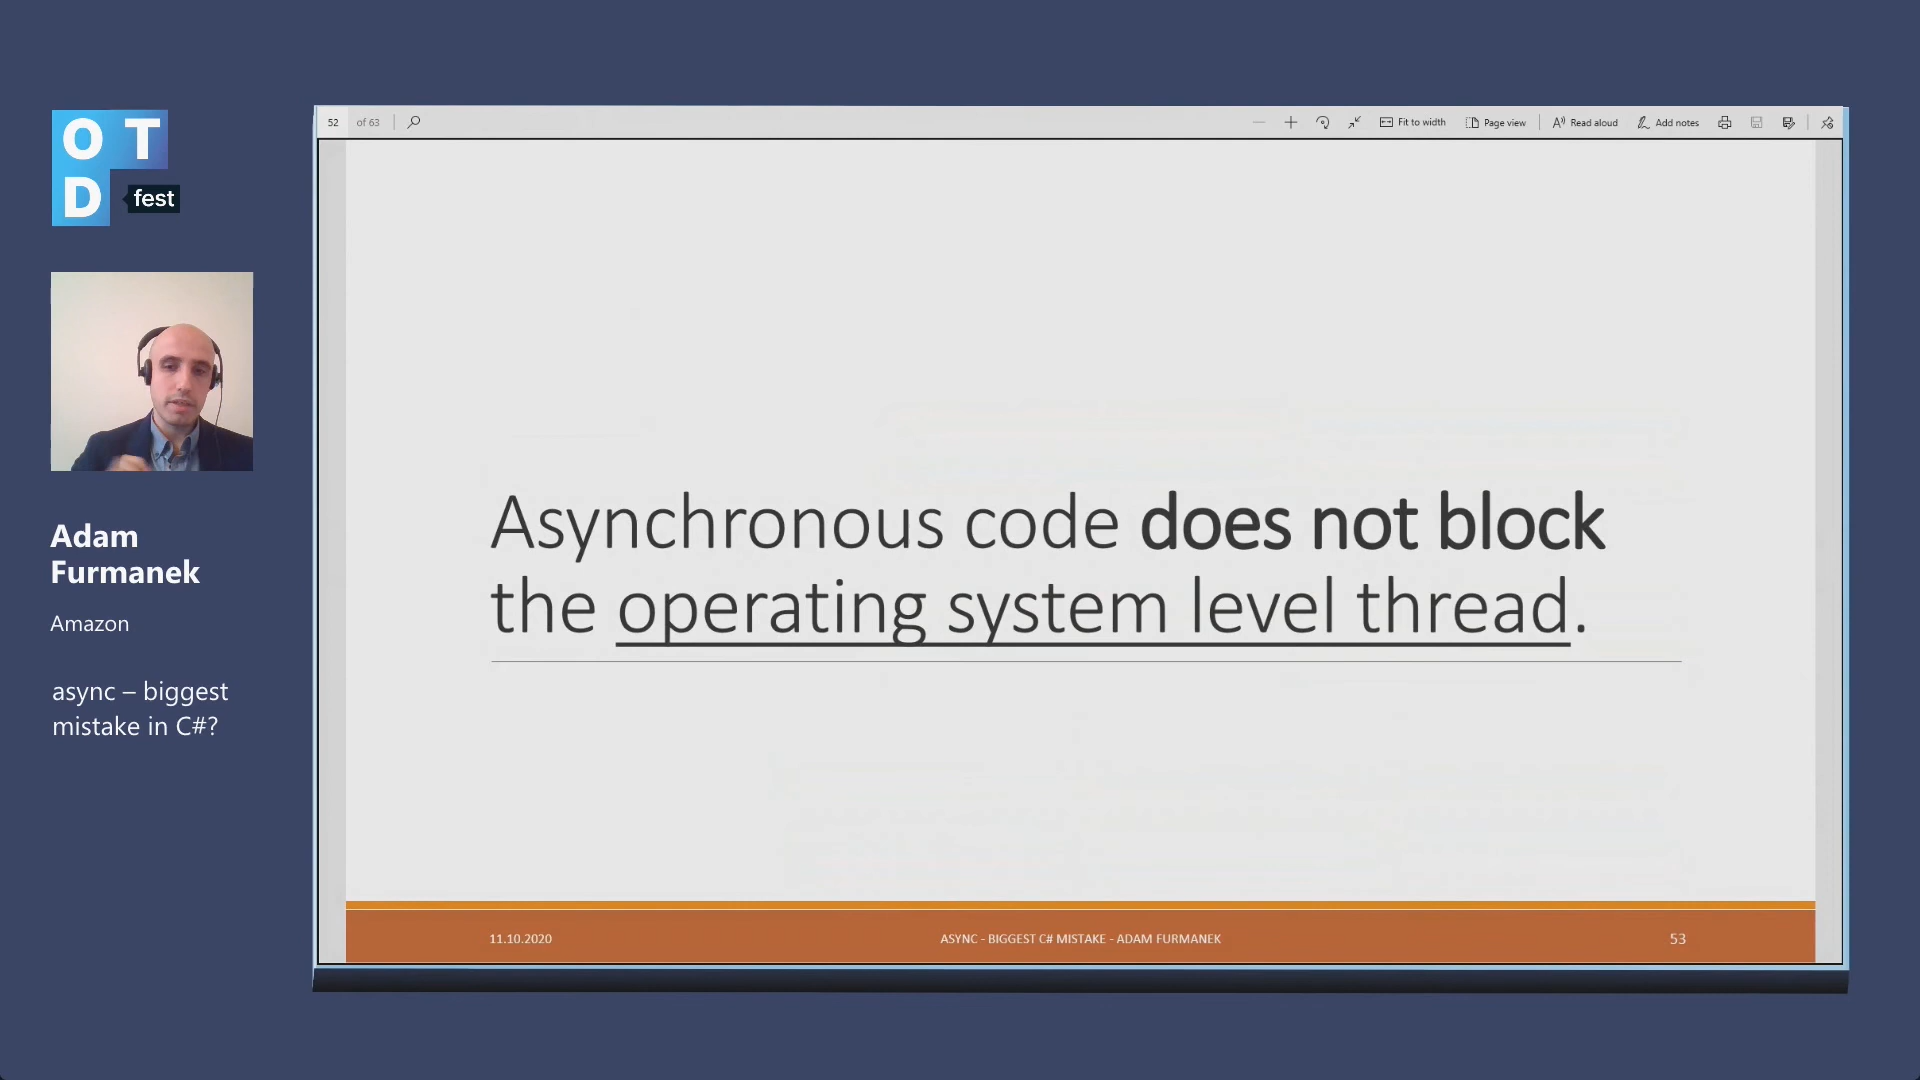 O T
D fest
Adam
Furmanek
Amazon
async – biggest
mistake in C#?
52 of 63 Fit to width Page view Read aloud Add notes
Asynchronous code does not block
the operating system level thread.
11.10.2020 ASYNC - BIGGEST C# MISTAKE - ADAM FURMANEK 53